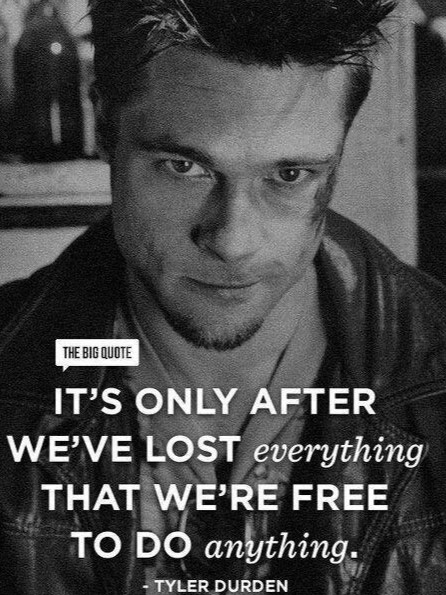 THE BIG QUOTE
IT’S ONLY AFTER
WE’VE LOST everything
THAT WE’RE FREE
TO DO anything.
- TYLER DURDEN